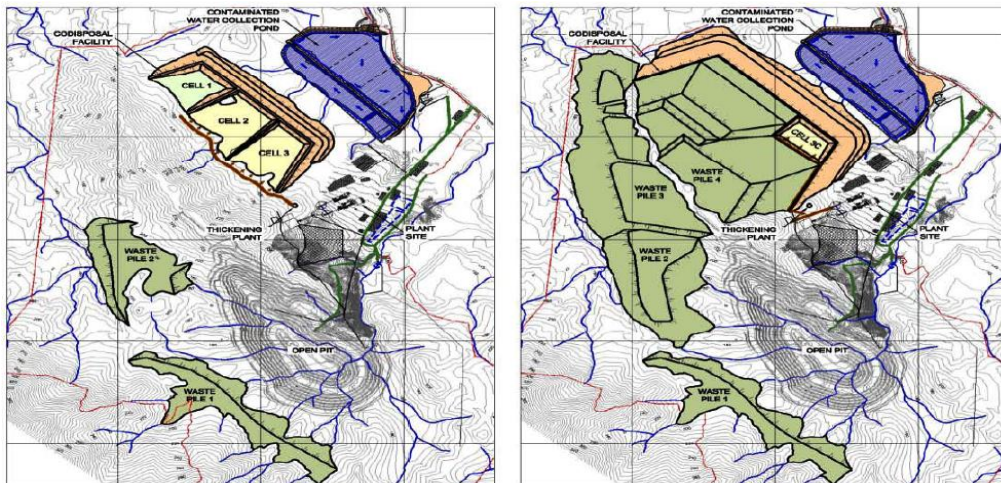 CONTAMINATED
WATER COLLECTION
POND
CODISPOSAL
FACILITY
CELL 1
CELL 2
CELL 3
THICKENING
PLANT
PLANT
SITE
WASTE
PILE 2
OPEN PIT
WASTE
PILE 1
CONTAMINATED
WATER COLLECTION
POND
CODISPOSAL
FACILITY
CELL 3C
WASTE
PILE 4
WASTE
PILE 3
THICKENING
PLANT
PLANT
SITE
WASTE
PILE 2
OPEN PIT
WASTE
PILE 1